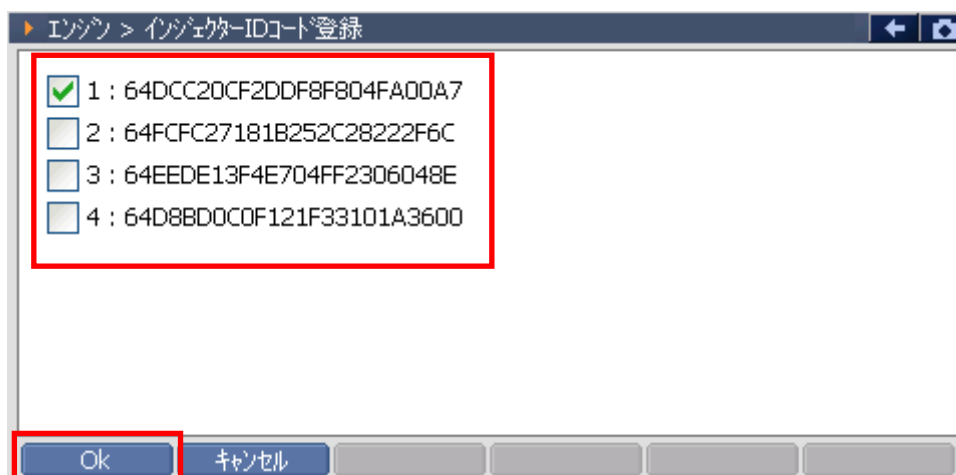 エンジン > インジェクターIDコード登録
1 : 64DCC20CF2DDF8F804FA00A7
2 : 64FCFC27181B252C28222F6C
3 : 64EEDE13F4E704FF2306048E
4 : 64D8BD0C0F121F33101A3600
Ok キャンセル